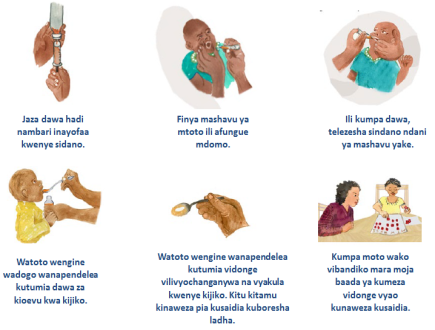 Jaza dawa hadi
nambari inayofaa
kwenye sidano.
Finya mashavu ya
mtoto ili afungue
mdomo.
Ili kumpa dawa,
telezesha sindano ndani
ya mashavu yake.
Watoto wengine
wadogo wanapendelea
kutumia dawa za
kioevu kwa kijiko.
Watoto wengine wanapendelea
kutumia vidonge
vilivyochanganywa na vyakula
kwenye kijiko. Kitu kitamu
kinaweza pia kusaidia kuboresha
ladha.
Kumpa moto wako
vibandiko mara moja
baada ya kumeza
vidonge vyao
kunaweza kusaidia.